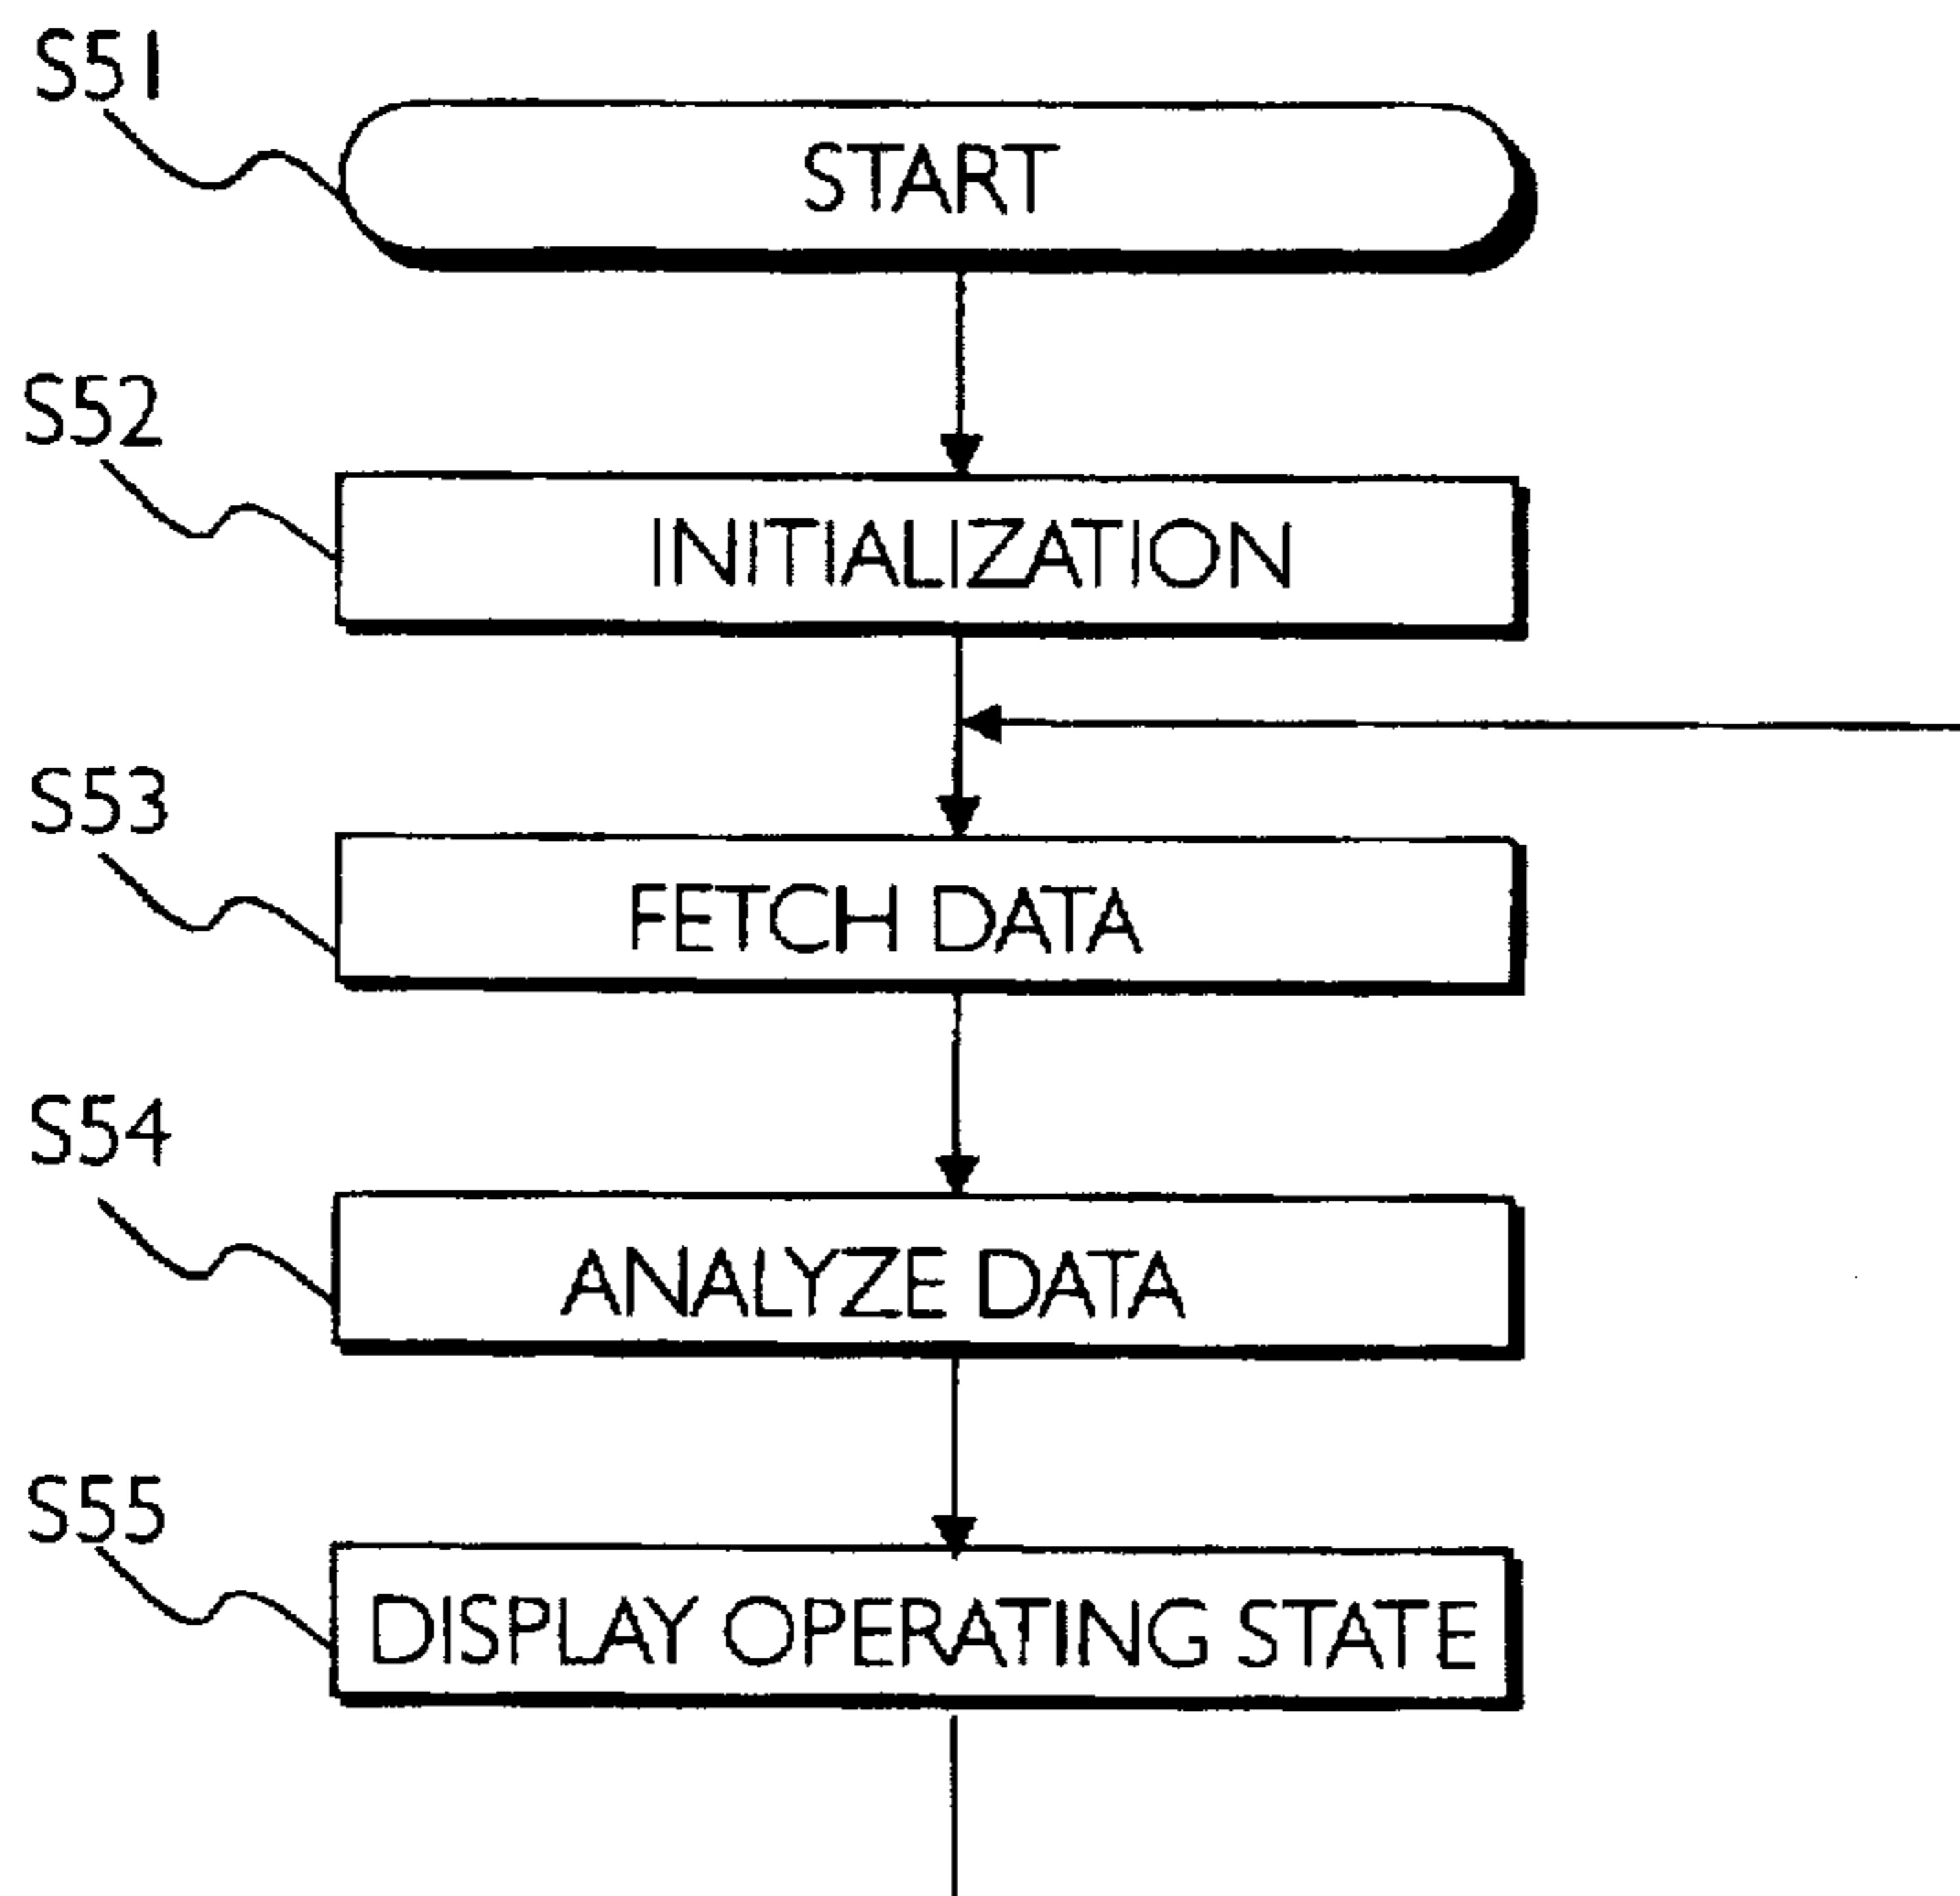 S51
START
S52
INITIALIZATION
S53
FETCH DATA
S54
ANALYZE DATA
S55
DISPLAY OPERATING STATE